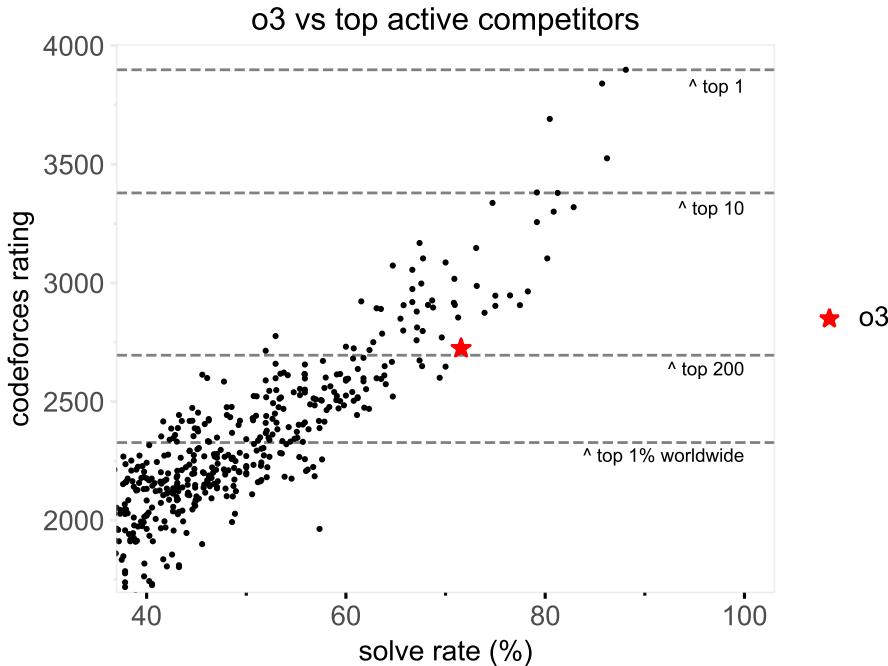 o3 vs top active competitors
4000
^ top 1
3500
^ top 10
3000
^ top 200
2500
^ top 1% worldwide
2000
codeforces rating
40
60
80
100
solve rate (%)
o3